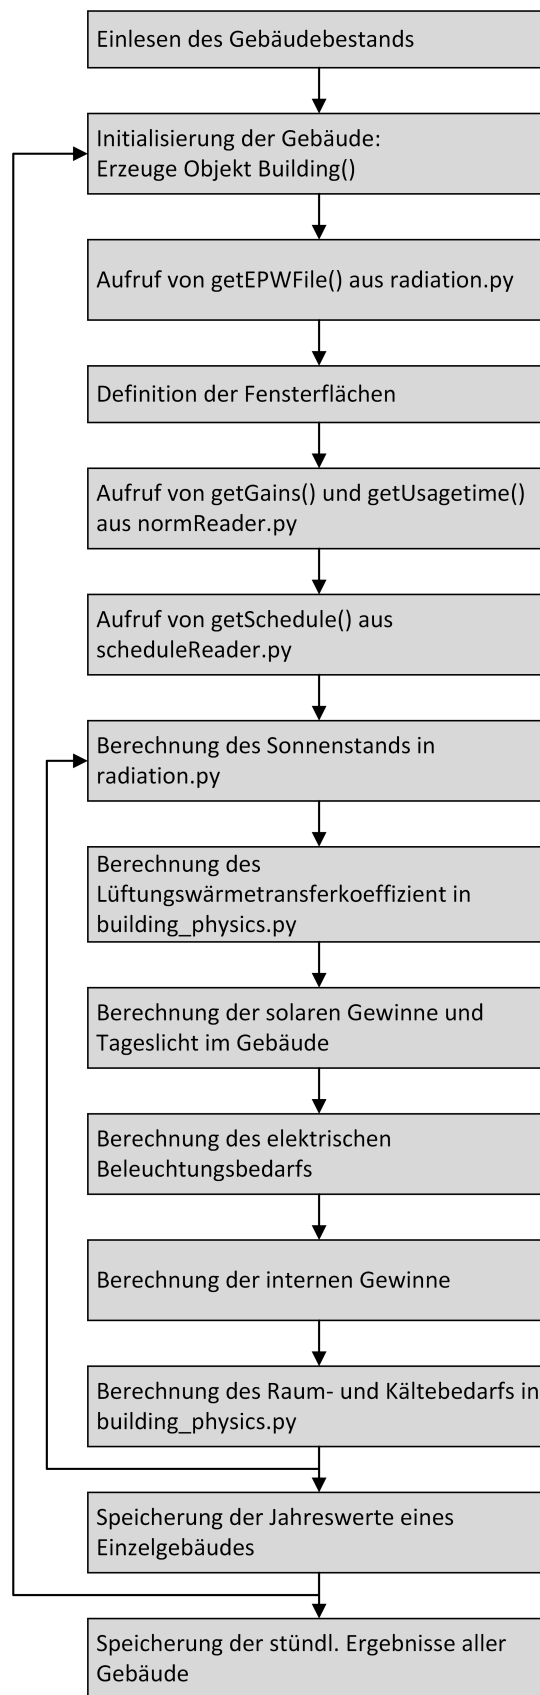 Einlesen des Gebäudebestands
Initialisierung der Gebäude:
Erzeuge Objekt Building()
Aufruf von getEPWFile() aus radiation.py
Definition der Fensterflächen
Aufruf von getGains() und getUsagetime()
aus normReader.py
Aufruf von getSchedule() aus
scheduleReader.py
Berechnung des Sonnenstands in
radiation.py
Berechnung des
Lüftungswärmetransferkoeffizient in
building_physics.py
Berechnung der solaren Gewinne und
Tageslicht im Gebäude
Berechnung des elektrischen
Beleuchtungsbedarfs
Berechnung der internen Gewinne
Berechnung des Raum- und Kältebedarfs in
building_physics.py
Speicherung der Jahreswerte eines
Einzelgebäudes
Speicherung der stündl. Ergebnisse aller
Gebäude